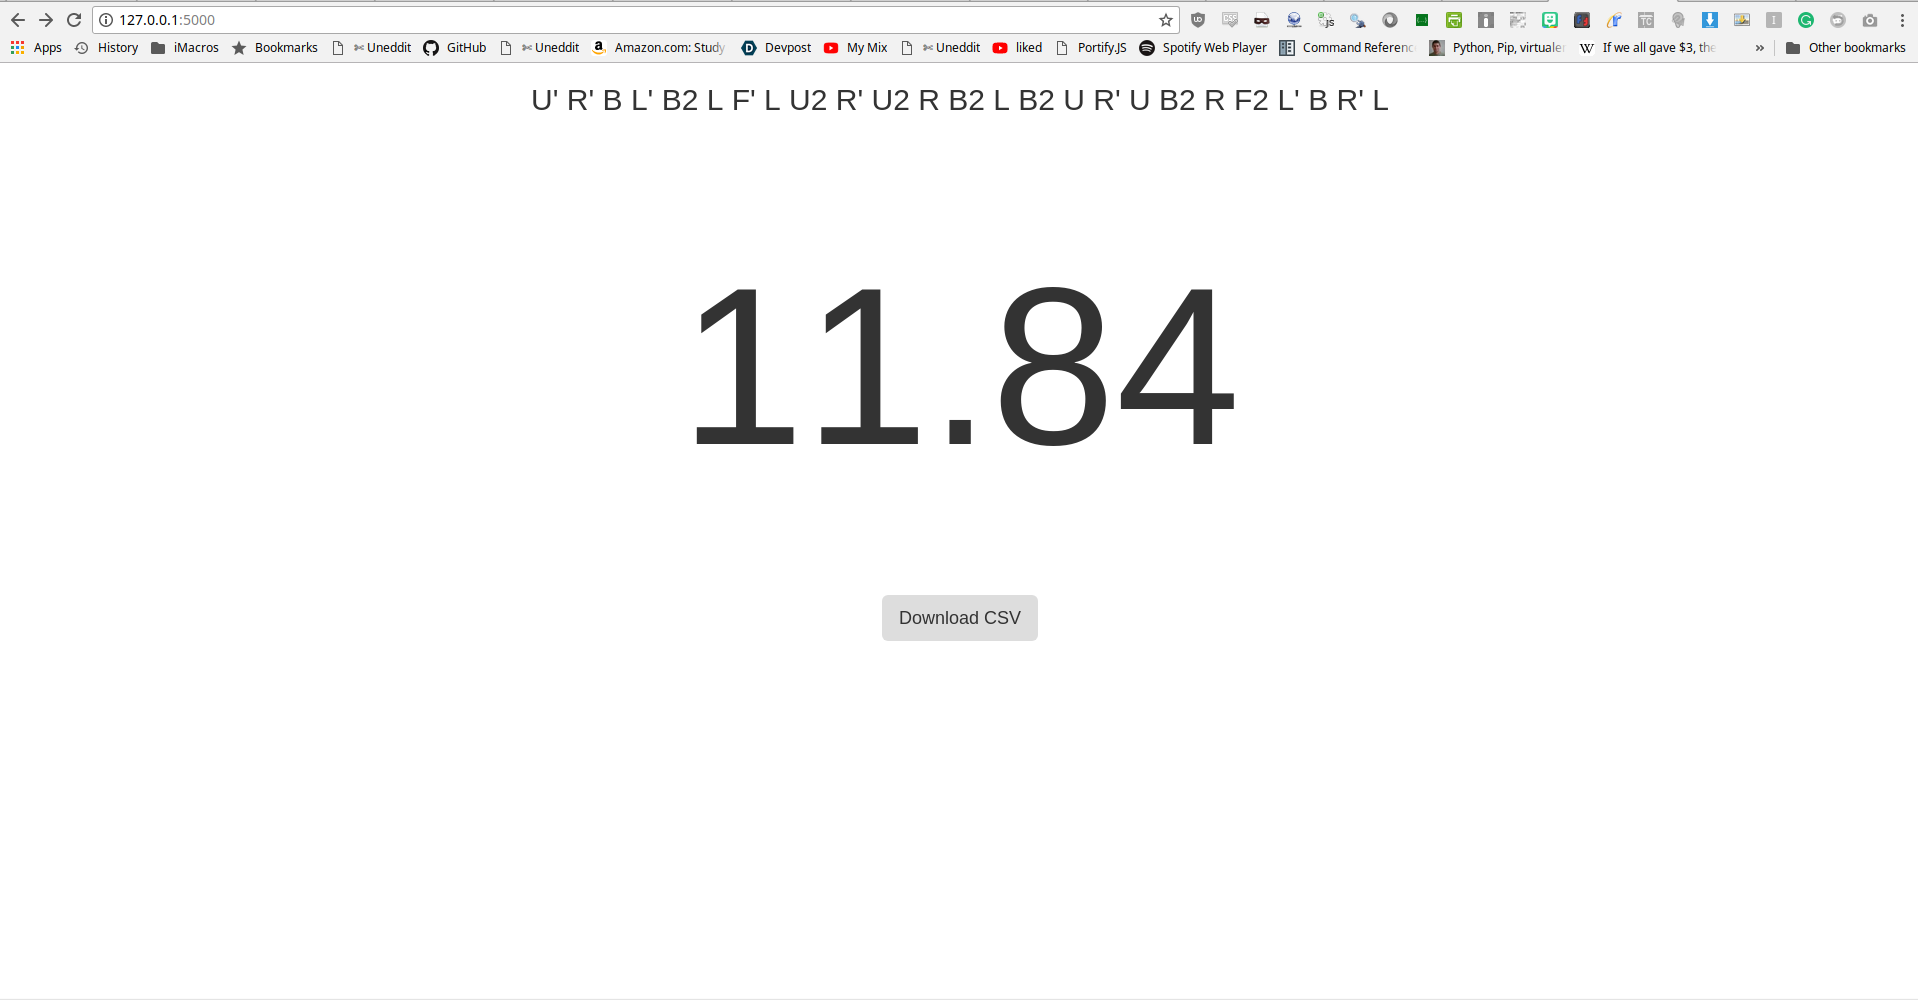 127.0.0.1:5000
Apps History iMacros Bookmarks Uneddit GitHub Uneddit Amazon.com: Study Devpost My Mix Uneddit liked Portify.JS Spotify Web Player Command Referenc Python, Pip, virtualen If we all gave $3, the » Other bookmarks
U' R' B L' B2 L F' L U2 R' U2 R B2 L B2 U R' U B2 R F2 L' B R' L
11.84
Download CSV